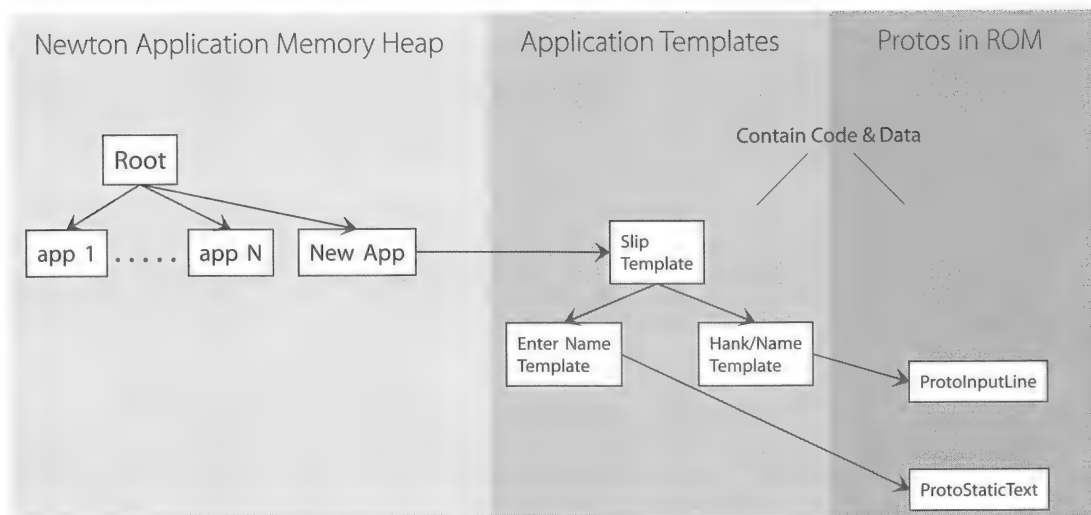 Newton Application Memory Heap
Application Templates
Protos in ROM
Contain Code & Data
Root
app 1
.....
app N
New App
Slip
Template
Enter Name
Template
Hank/Name
Template
ProtoInputLine
ProtoStaticText